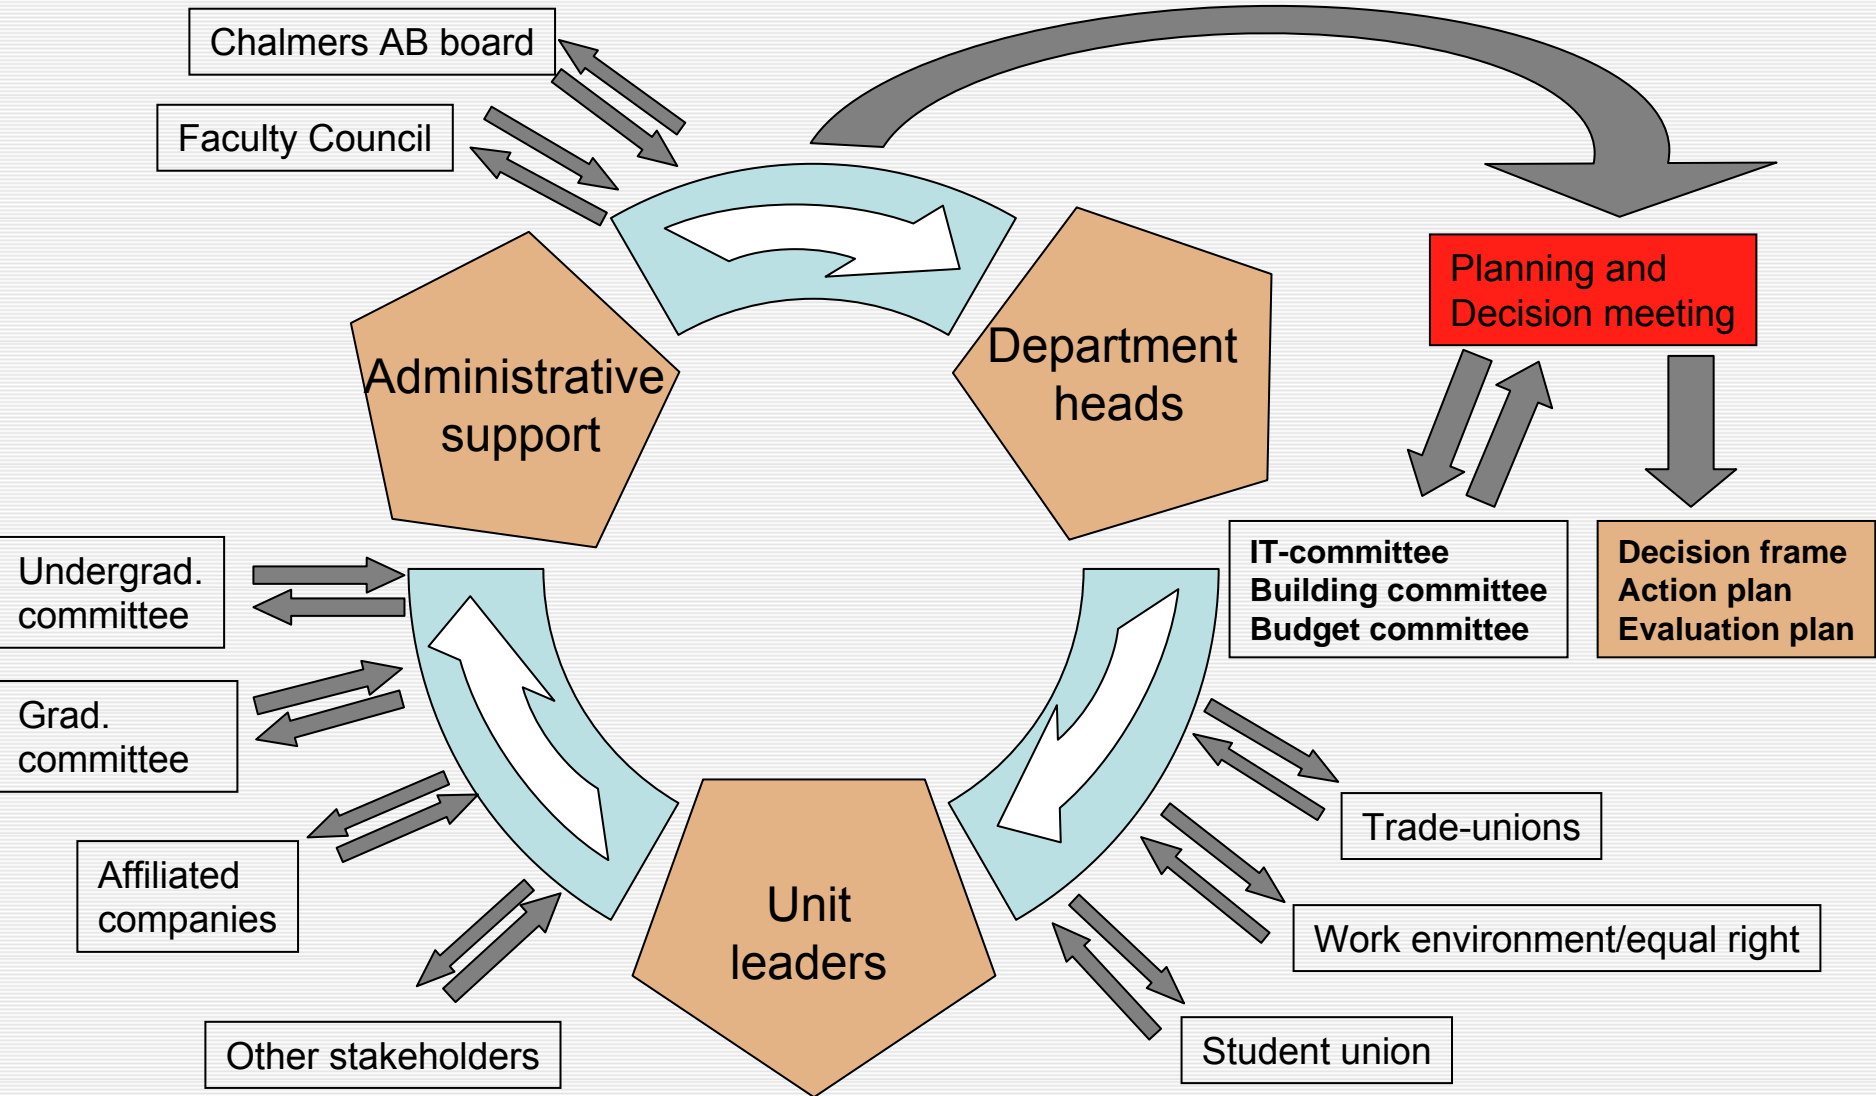 Chalmers AB board
Faculty Council
Planning and
Decision meeting
Administrative
support
Department
heads
IT-committee
Building committee
Budget committee
Decision frame
Action plan
Evaluation plan
Undergrad.
committee
Grad.
committee
Affiliated
companies
Other stakeholders
Unit
leaders
Trade-unions
Work environment/equal right
Student union